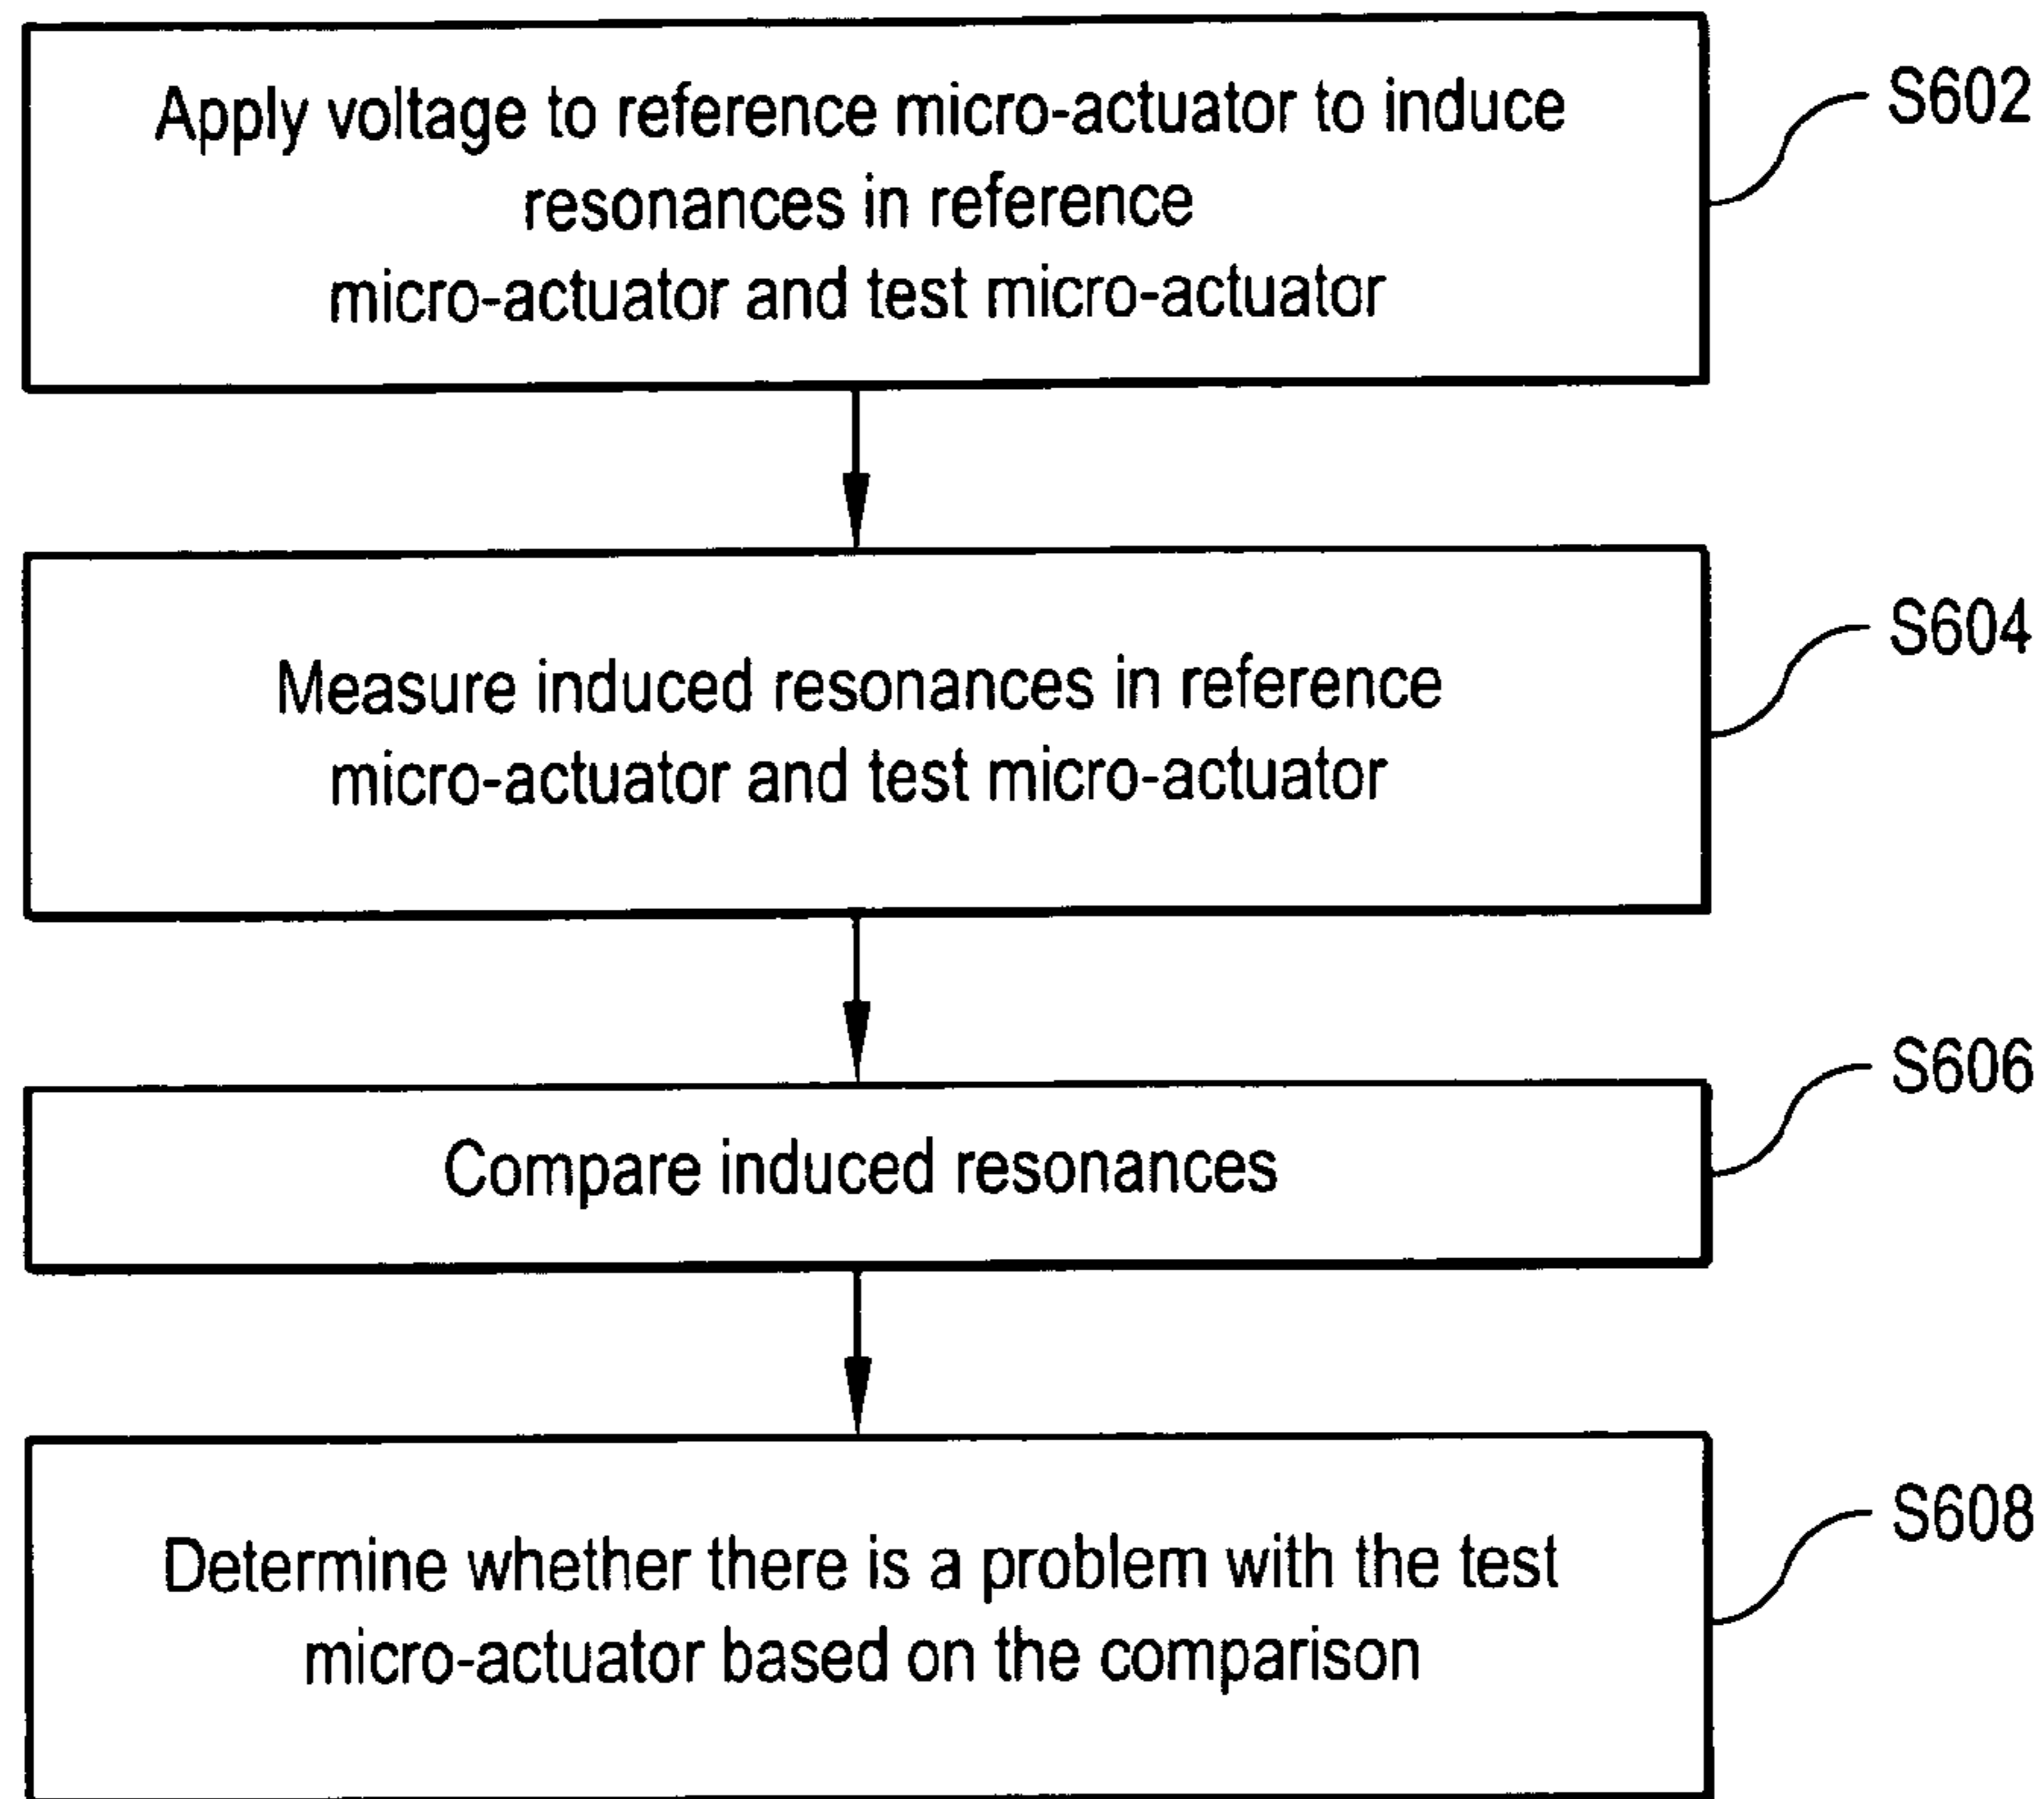 Apply voltage to reference micro-actuator to induce
resonances in reference
micro-actuator and test micro-actuator
S602
Measure induced resonances in reference
micro-actuator and test micro-actuator
S604
Compare induced resonances
S606
Determine whether there is a problem with the test
micro-actuator based on the comparison
S608